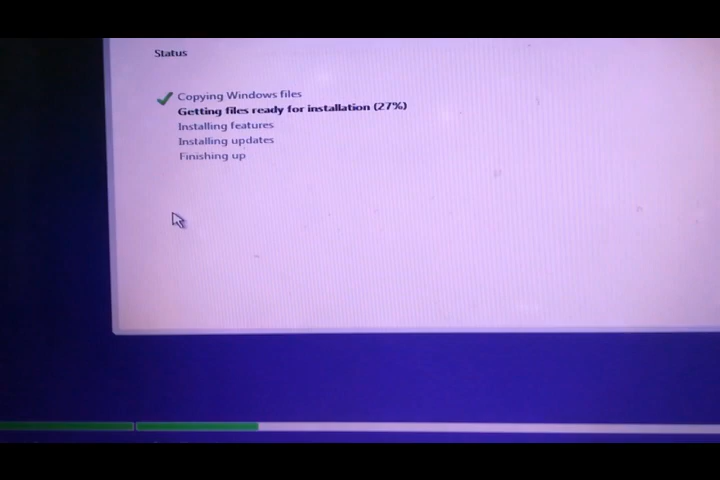 Status
Copying Windows files
Getting files ready for installation (27%)
Installing features
Installing updates
Finishing up